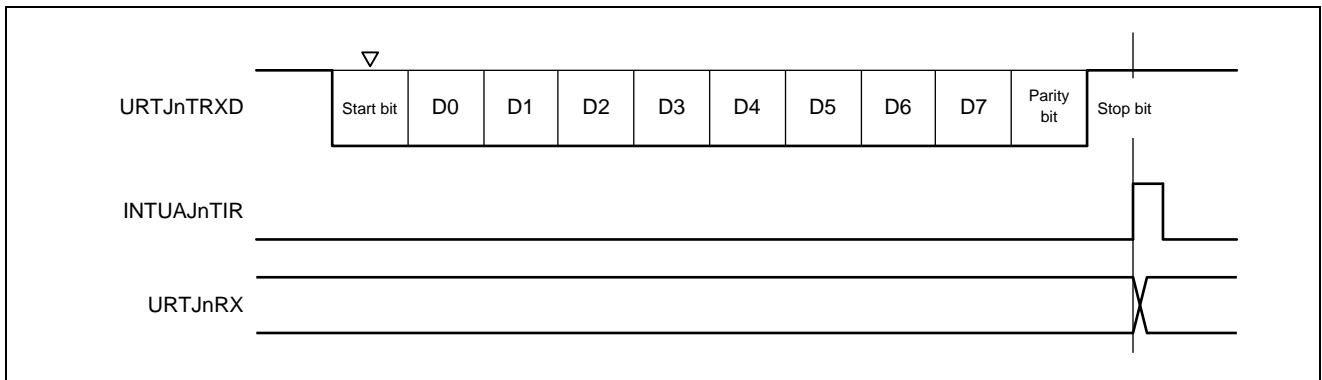 URTJnTRXD
Start bit D0 D1 D2 D3 D4 D5 D6 D7 Parity
bit Stop bit
INTUAJnTIR
URTJnRX